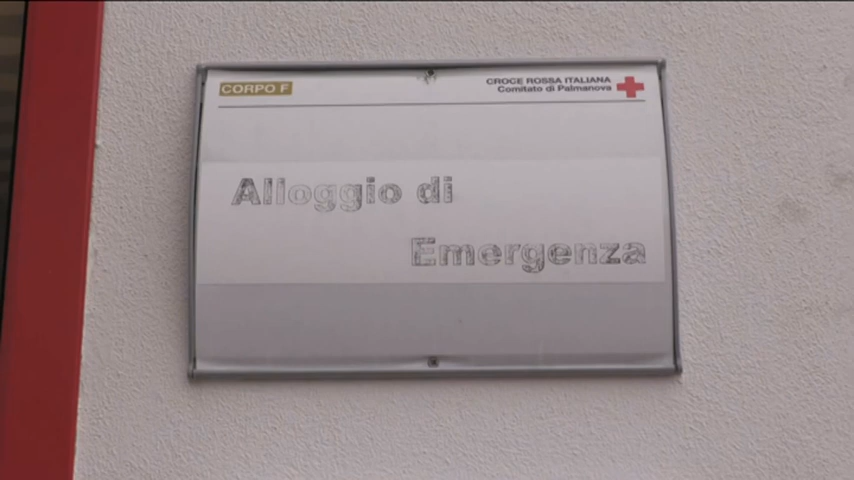 CORPO F
CROCE ROSSA ITALIANA
Comitato di Palmanova
Alloggio di
Emergenza